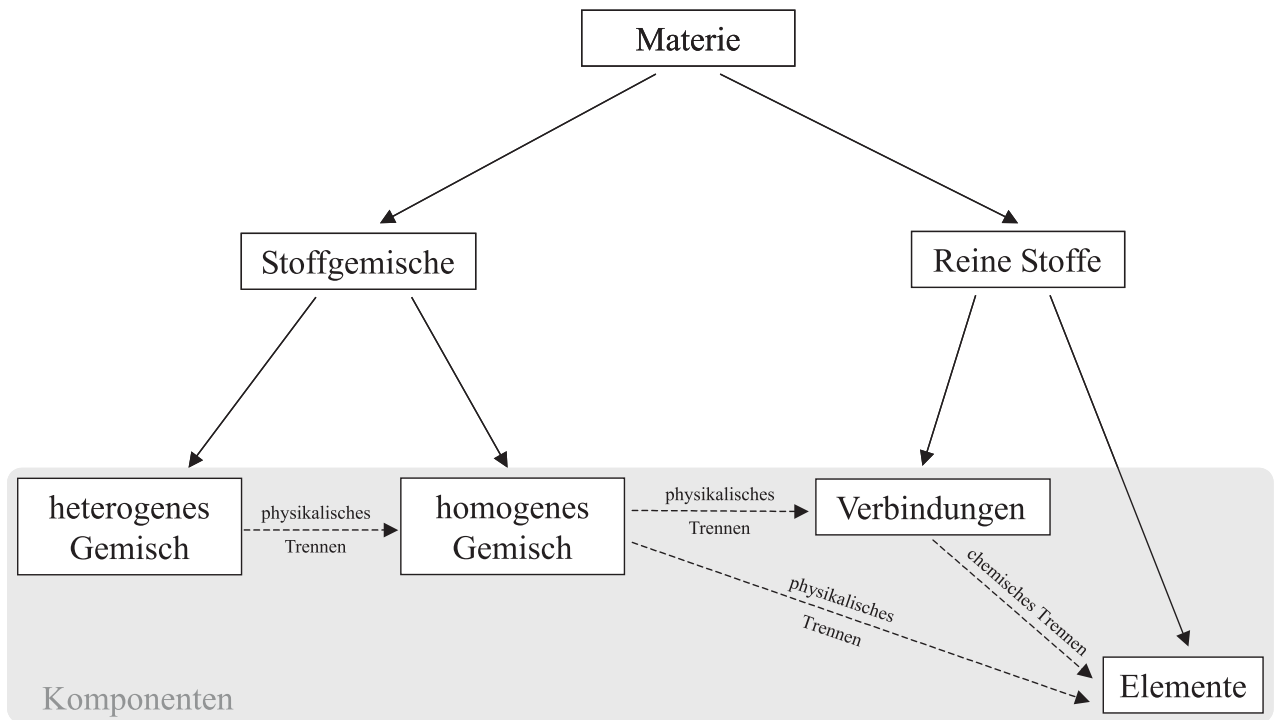 Materie
Stoffgemische
Reine Stoffe
heterogenes
Gemisch
physikalisches
Trennen
homogenes
Gemisch
physikalisches
Trennen
Verbindungen
physikalisches
Trennen
chemisches Trennen
Elemente
Komponenten